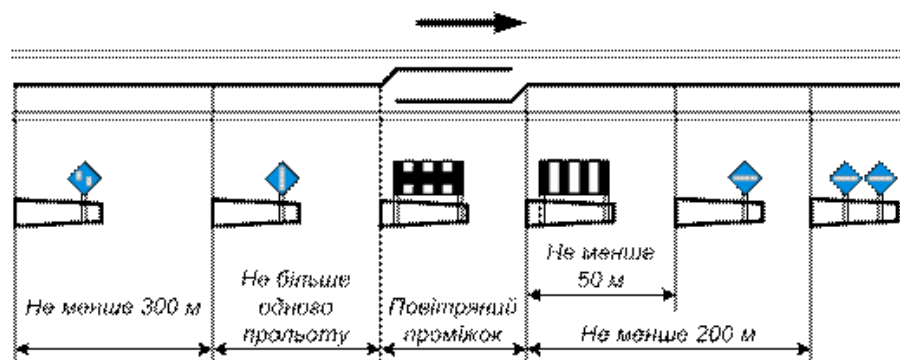 Не менше
50 м
Не більше
одного
прольоту
Не менше 300 м
Повітряний
проміжок
Не менше 200 м